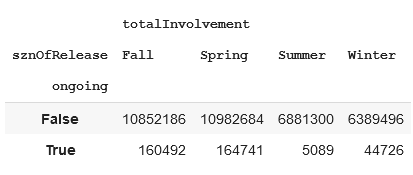 totalInvolvement
sznOfRelease Fall Spring Summer Winter
ongoing
False 10852186 10982684 6881300 6389496
True 160492 164741 5089 44726